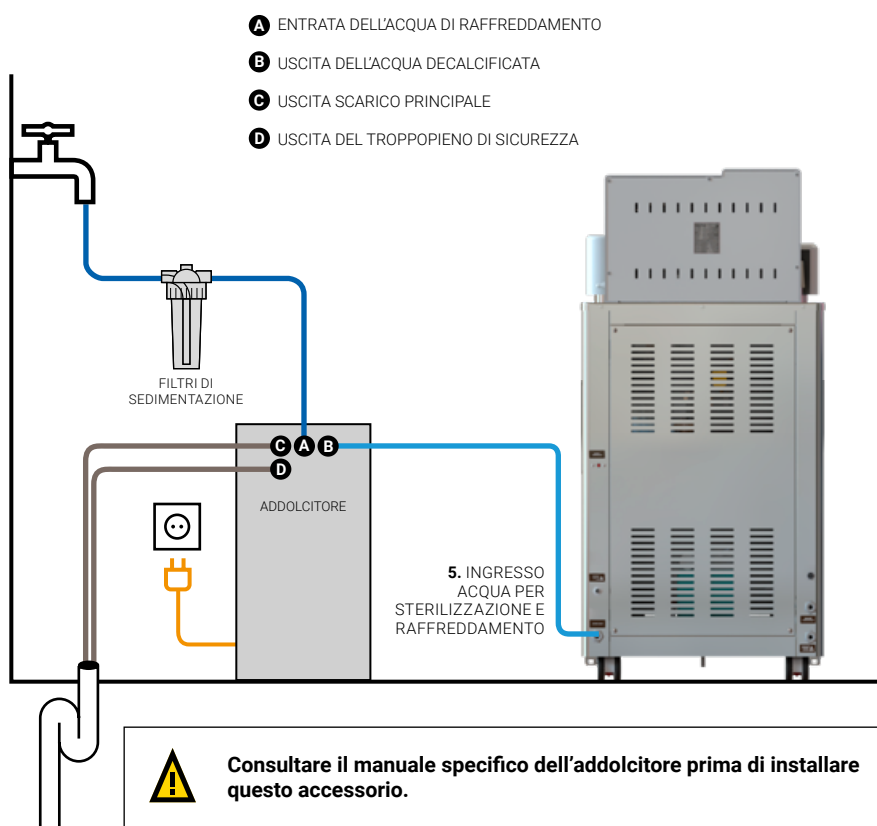 A ENTRATA DELL'ACQUA DI RAFFREDDAMENTO
B USCITA DELL'ACQUA DECALCIFICATA
C USCITA SCARICO PRINCIPALE
D USCITA DEL TROPPOPIENO DI SICUREZZA
FILTRI DI
SEDIMENTAZIONE
C A B
D
ADDOLCITORE
5. INGRESSO
ACQUA PER
STERILIZZAZIONE E
RAFFREDDAMENTO
Consultare il manuale specifico dell'addolcitore prima di installare
questo accessorio.